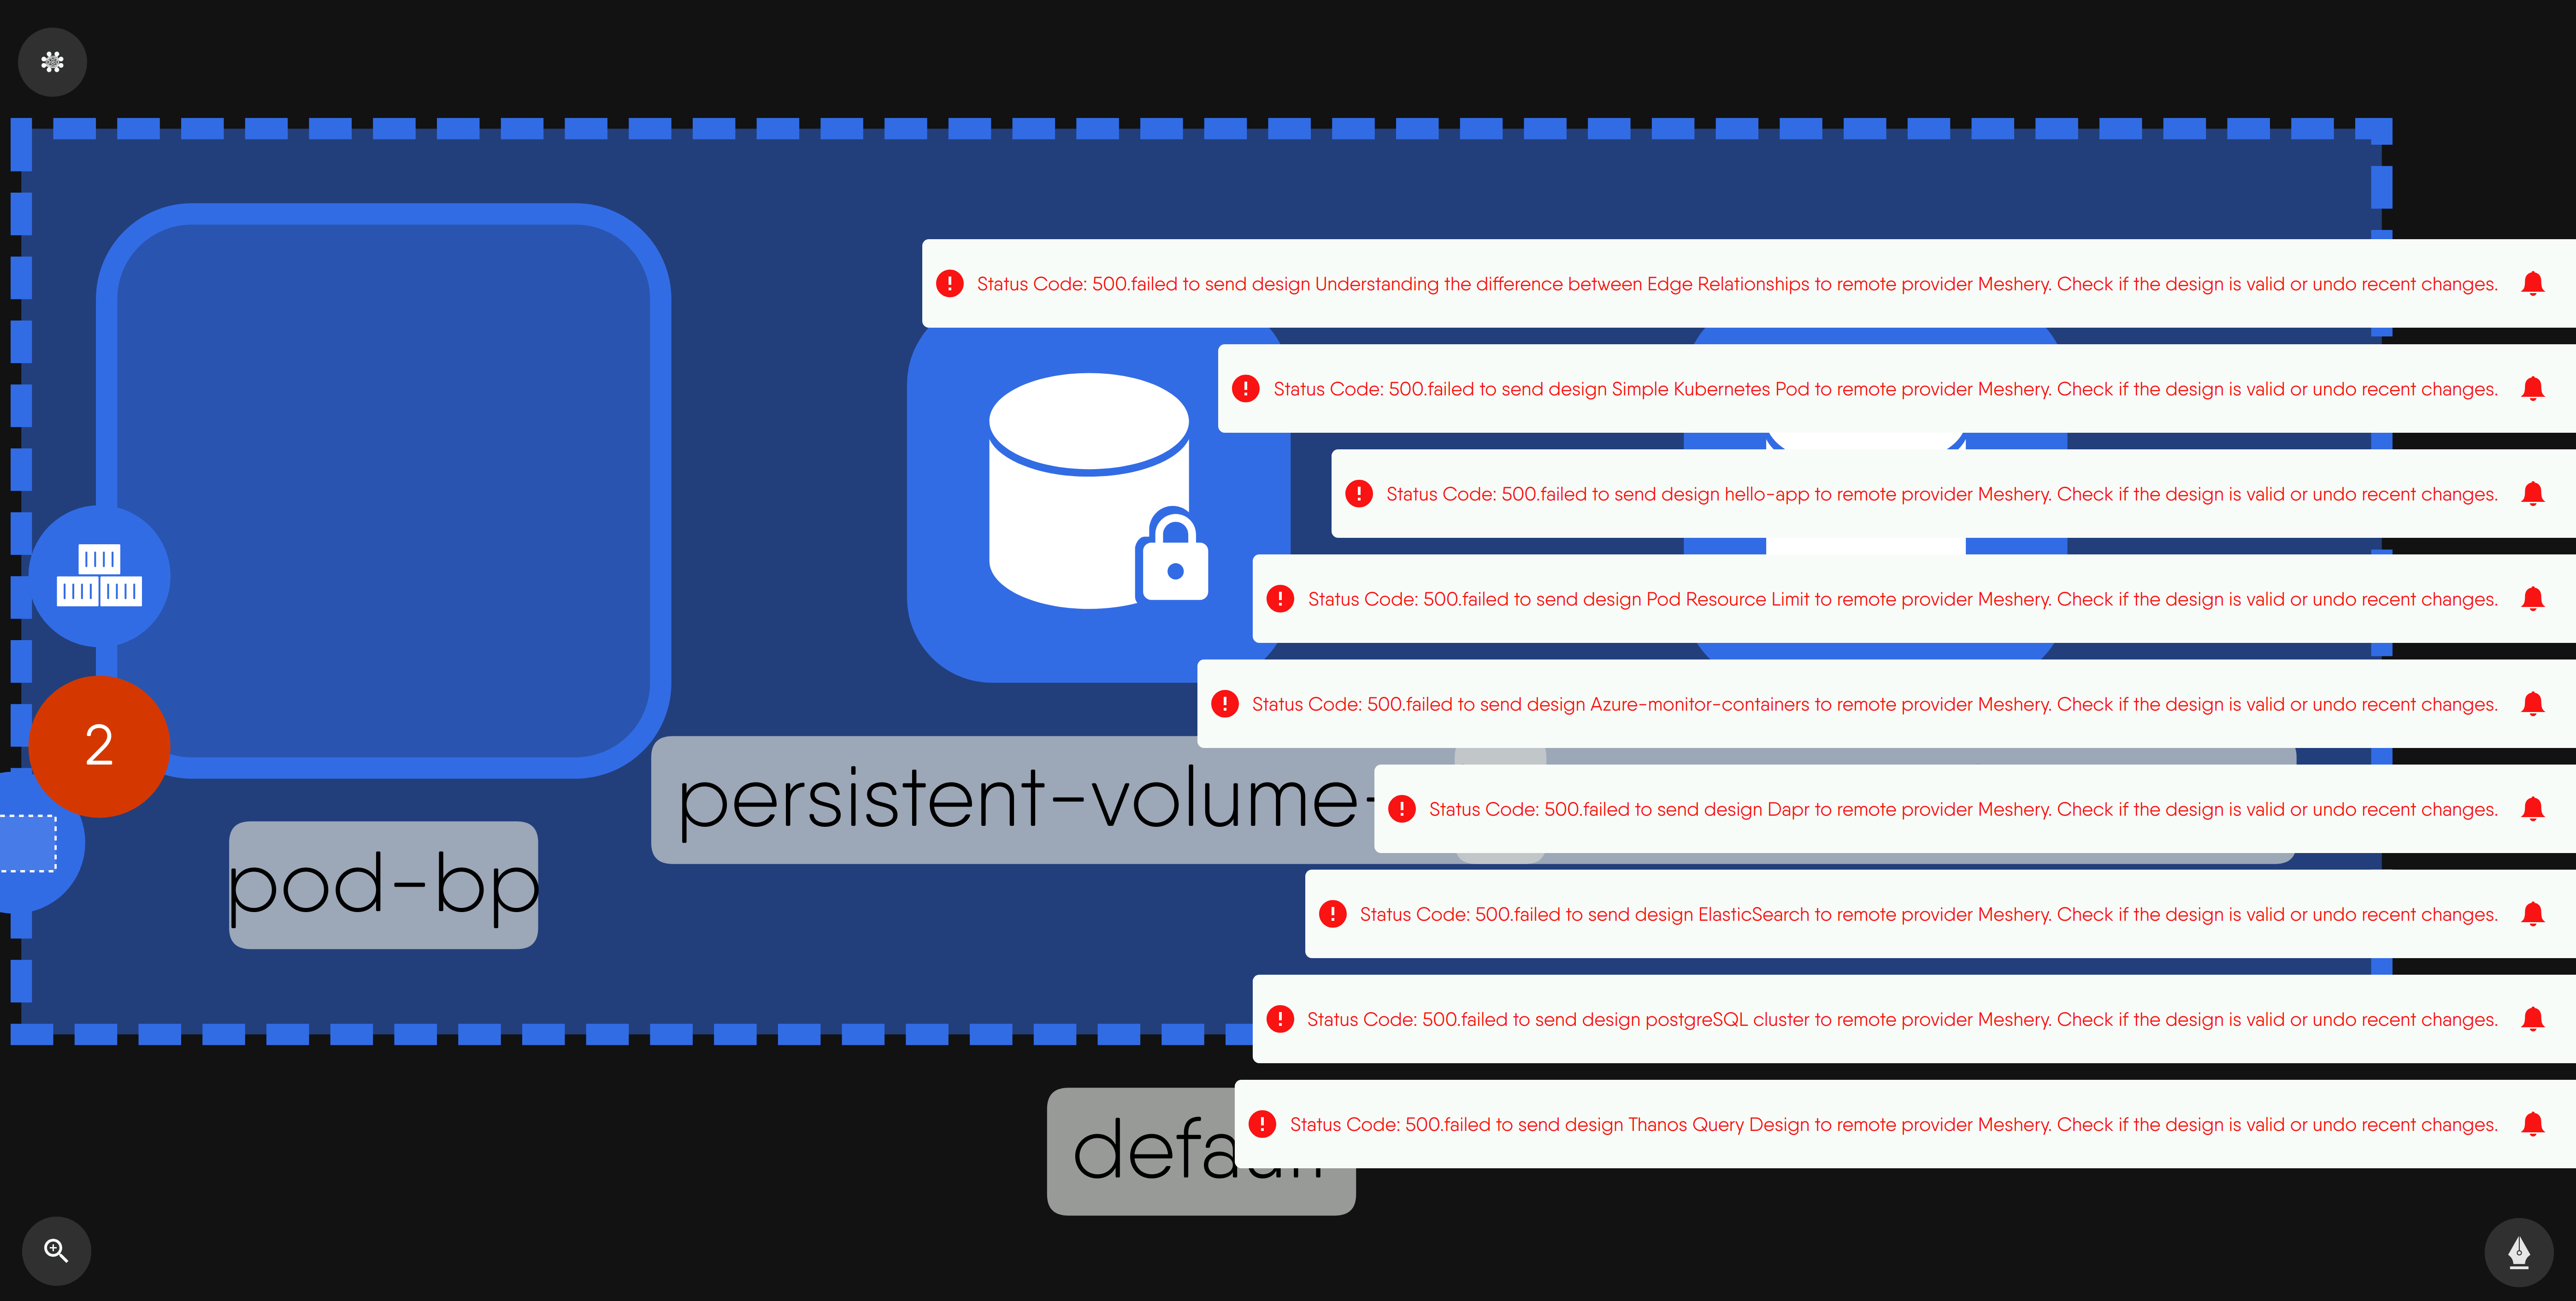 Status Code: 500.failed to send design Understanding the difference between Edge Relationships to remote provider Meshery. Check if the design is valid or undo recent changes.
Status Code: 500.failed to send design Simple Kubernetes Pod to remote provider Meshery. Check if the design is valid or undo recent changes.
Status Code: 500.failed to send design hello-app to remote provider Meshery. Check if the design is valid or undo recent changes.
Status Code: 500.failed to send design Pod Resource Limit to remote provider Meshery. Check if the design is valid or undo recent changes.
Status Code: 500.failed to send design Azure-monitor-containers to remote provider Meshery. Check if the design is valid or undo recent changes.
2
persistent-volume-
Status Code: 500.failed to send design Dapr to remote provider Meshery. Check if the design is valid or undo recent changes.
pod-bp
Status Code: 500.failed to send design ElasticSearch to remote provider Meshery. Check if the design is valid or undo recent changes.
Status Code: 500.failed to send design postgreSQL cluster to remote provider Meshery. Check if the design is valid or undo recent changes.
Status Code: 500.failed to send design Thanos Query Design to remote provider Meshery. Check if the design is valid or undo recent changes.
default